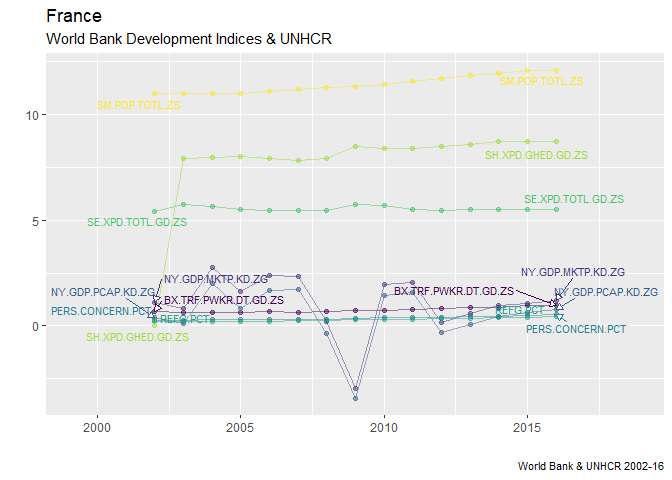 France
World Bank Development Indices & UNHCR
SM.POP.TOTL.ZS
SM.POP.TOTL.ZS
10
SH.XPD.GHED.GD.ZS
SE.XPD.TOTL.GD.ZS
5
SE.XPD.TOTL.GD.ZS
NY.GDP.MKTP.KD.ZG
NY.GDP.MKTP.KD.ZG
NY.GDP.PCAP.KD.ZG
BX.TRF.PWKR.DT.GD.ZS
NY.GDP.PCAP.KD.ZG
BX.TRF.PWKR.DT.GD.ZS
PERS.CONCERN.PCT
REFG.PCT
REFG.PCT
0
PERS.CONCERN.PCT
SH.XPD.GHED.GD.ZS
2000
2005
2010
2015
World Bank & UNHCR 2002-16